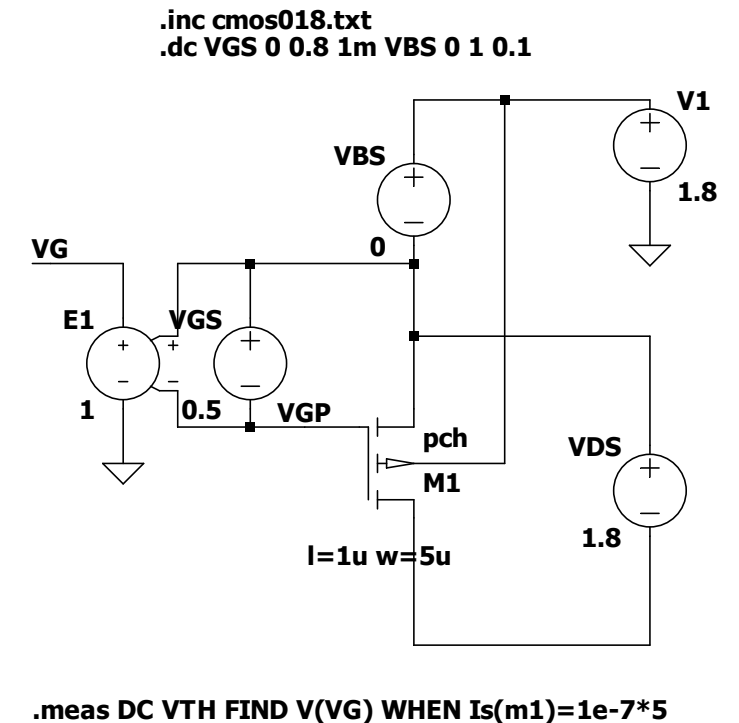 .inc cmos018.txt
.dc VGS 0 0.8 1m VBS 0 1 0.1
V1
VBS
1.8
VG
0
E1
VGS
1
0.5
VGP
pch
VDS
M1
1.8
l=1u w=5u
.meas DC VTH FIND V(VG) WHEN Is(m1)=1e-7*5